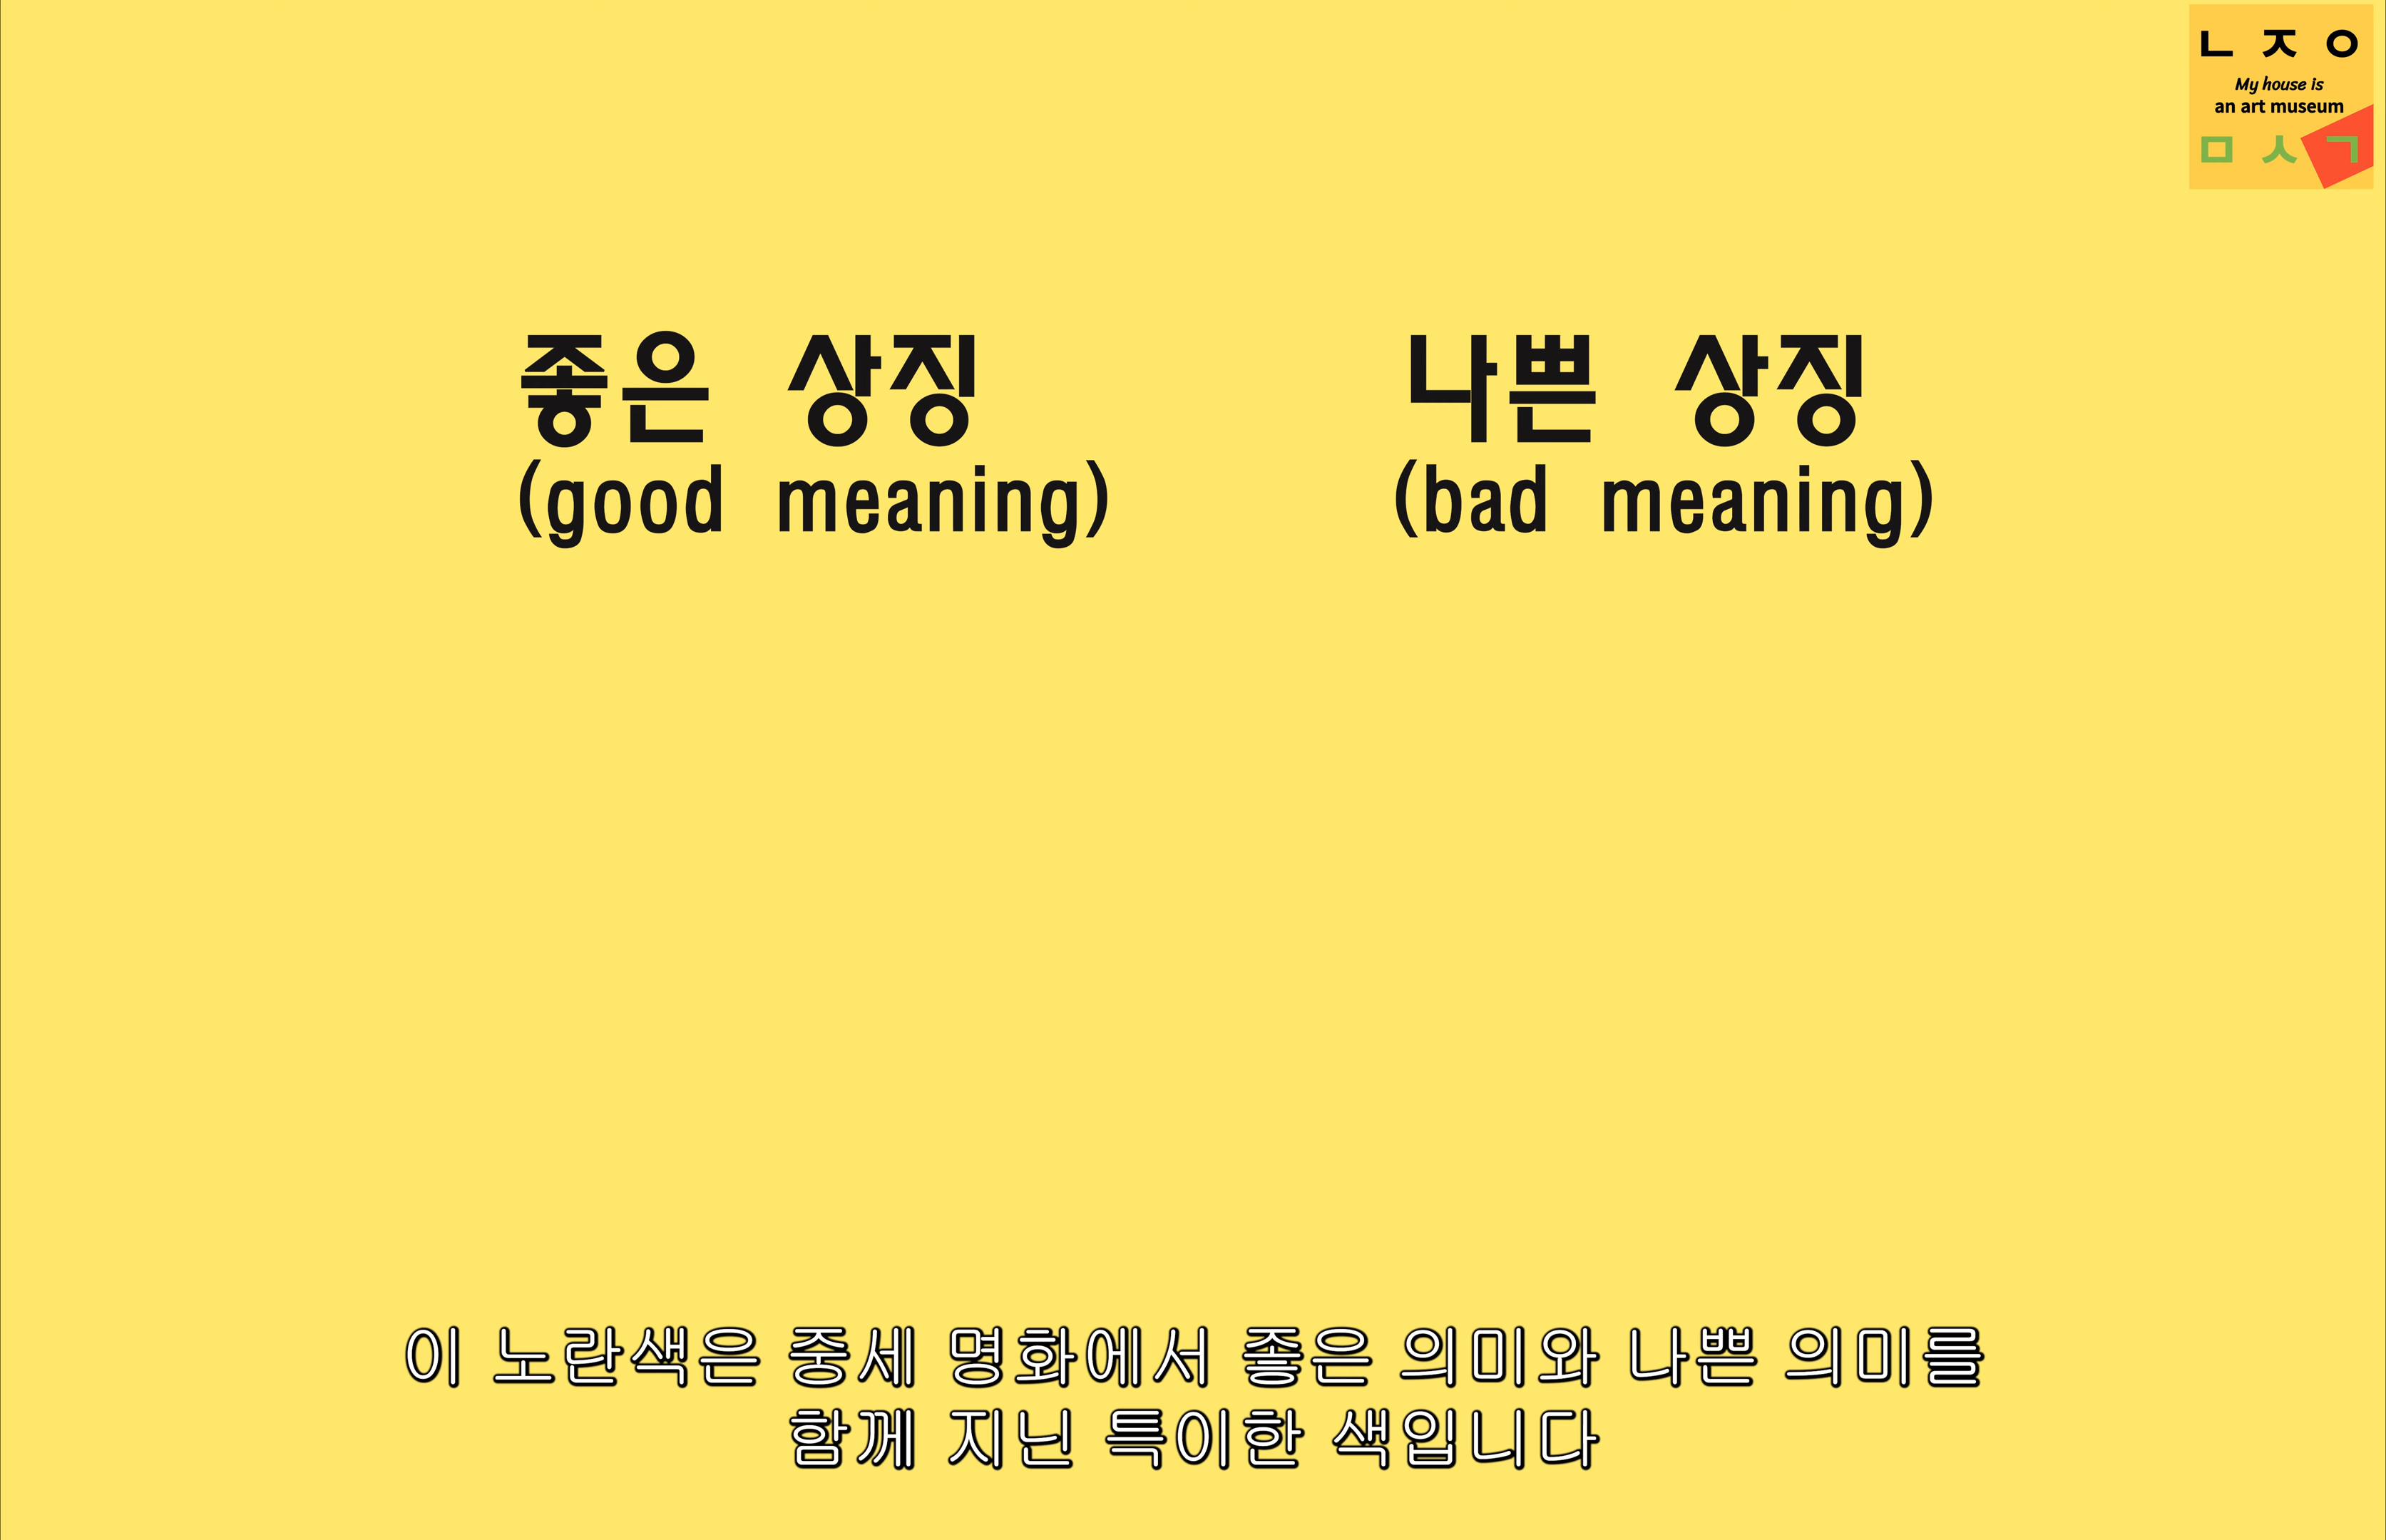 ㄴ ㅈ ㅇ
My house is
an art museum
ㅁ ㅅ ㄱ
좋은 상징
(good meaning)
나쁜 상징
(bad meaning)
이 노란색은 중세 명화에서 좋은 의미와 나쁜 의미를
함께 지닌 특이한 색입니다